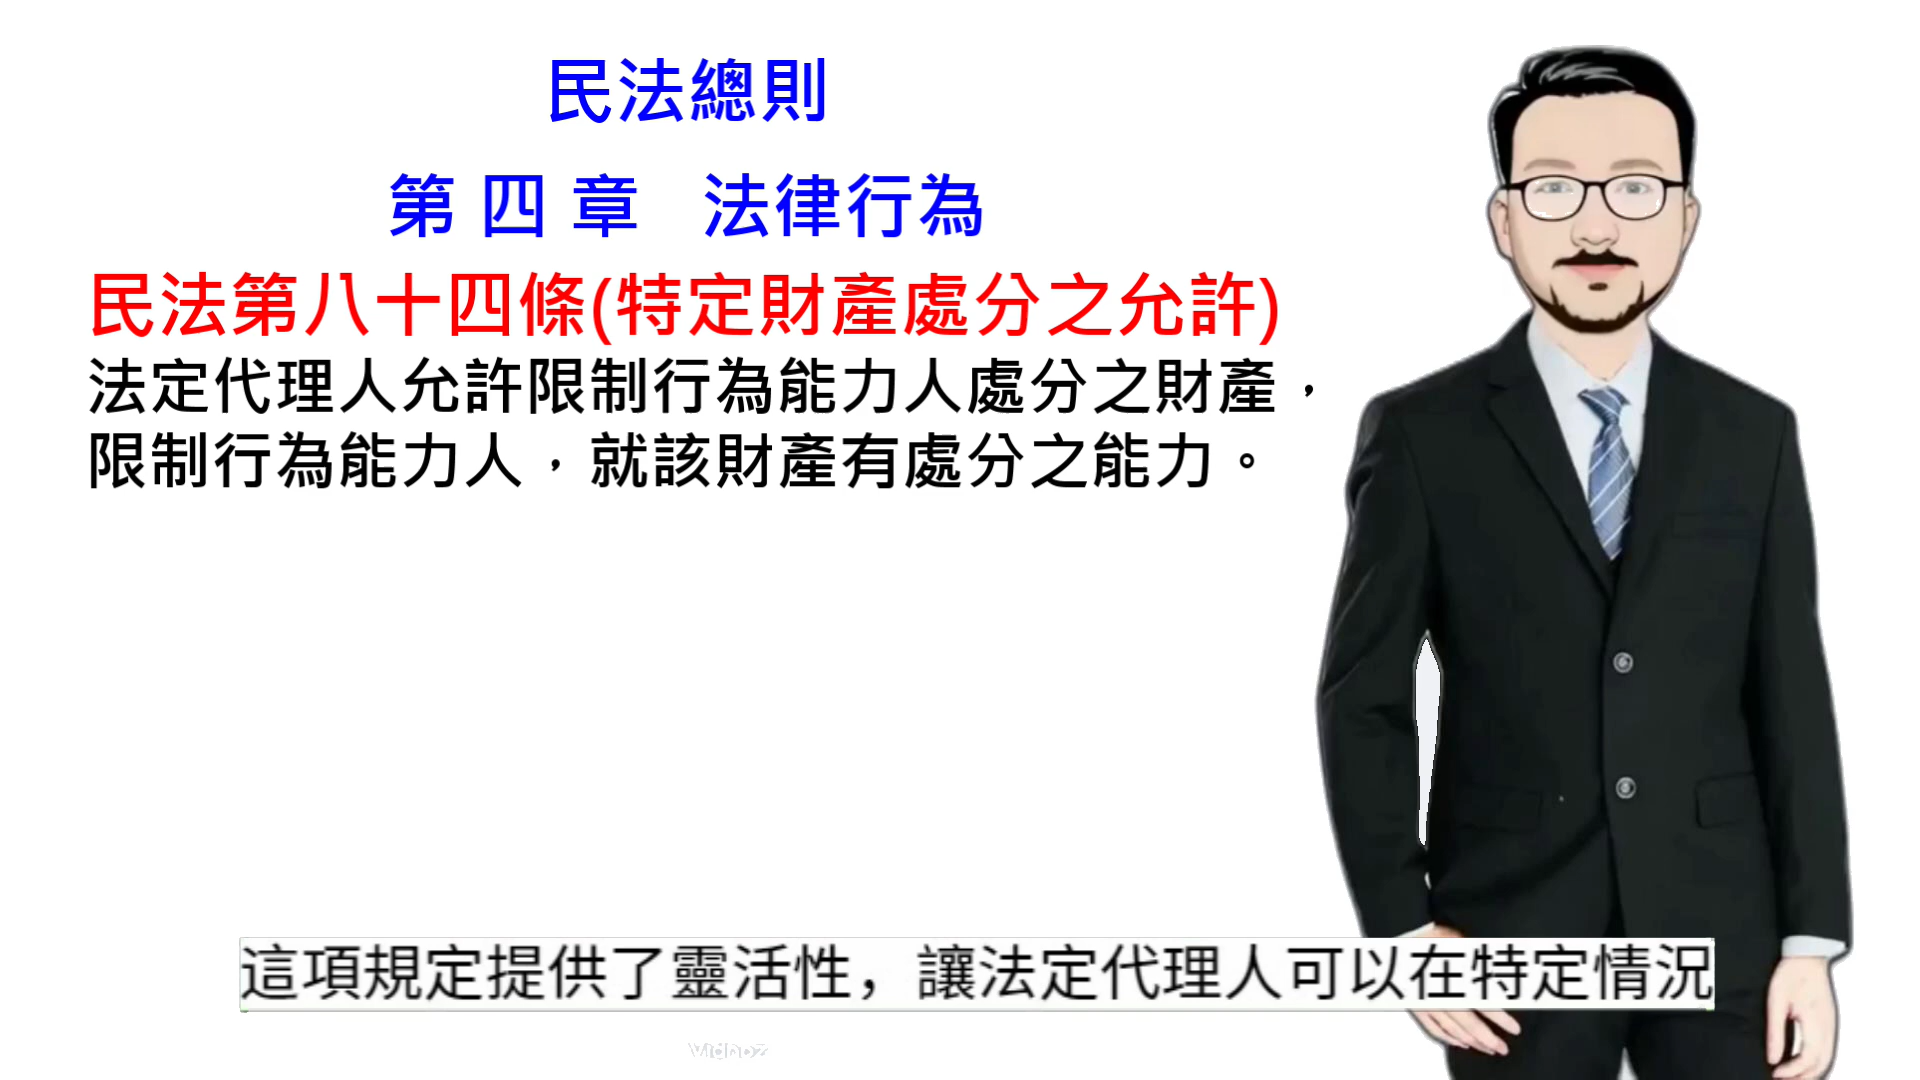 民法總則
第四章 法律行為
民法第八十四條(特定財產處分之允許)
法定代理人允許限制行為能力人處分之財產，
限制行為能力人，就該財產有處分之能力。
這項規定提供了靈活性，讓法定代理人可以在特定情況
Vidnoz